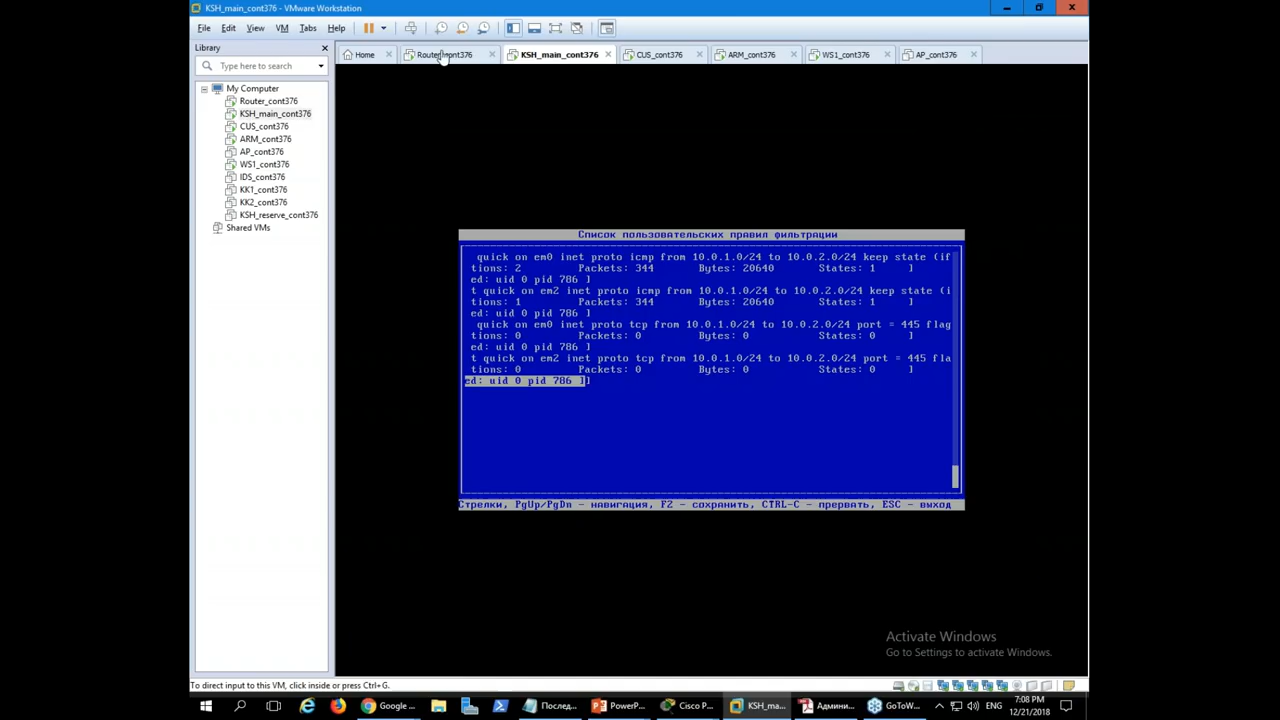 KSH_main_cont376 - VMware Workstation
File Edit View VM Tabs Help
Library
Type here to search
My Computer
Router_cont376
KSH_main_cont376
CUS_cont376
ARM_cont376
AP_cont376
WS1_cont376
IDS_cont376
KK1_cont376
KK2_cont376
KSH_reserve_cont376
Shared VMs
Home Router_cont376 KSH_main_cont376 CUS_cont376 ARM_cont376 WS1_cont376 AP_cont376
Список пользовательских правил фильтрации
quick on em0 inet proto icmp from 10.0.1.0/24 to 10.0.2.0/24 keep state (if
tions: 2 Packets: 344 Bytes: 20640 States: 1 ]
ed: uid 0 pid 786 ]
t quick on em2 inet proto icmp from 10.0.1.0/24 to 10.0.2.0/24 keep state (i
tions: 1 Packets: 344 Bytes: 20640 States: 1 ]
ed: uid 0 pid 786 ]
quick on em0 inet proto tcp from 10.0.1.0/24 to 10.0.2.0/24 port = 445 flag
tions: 0 Packets: 0 Bytes: 0 States: 0 ]
ed: uid 0 pid 786 ]
t quick on em2 inet proto tcp from 10.0.1.0/24 to 10.0.2.0/24 port = 445 fla
tions: 0 Packets: 0 Bytes: 0 States: 0 ]
ed: uid 0 pid 786 ]]
Стрелки, PgUp/PgDn - навигация, F2 - сохранить, CTRL-C - прервать, ESC - выход
Activate Windows
Go to Settings to activate Windows.
To direct input to this VM, click inside or press Ctrl+G.
Google ... Послед... PowerP... Cisco P... KSH_ma... Админи... GoToW... ENG 7:08 PM
12/21/2018